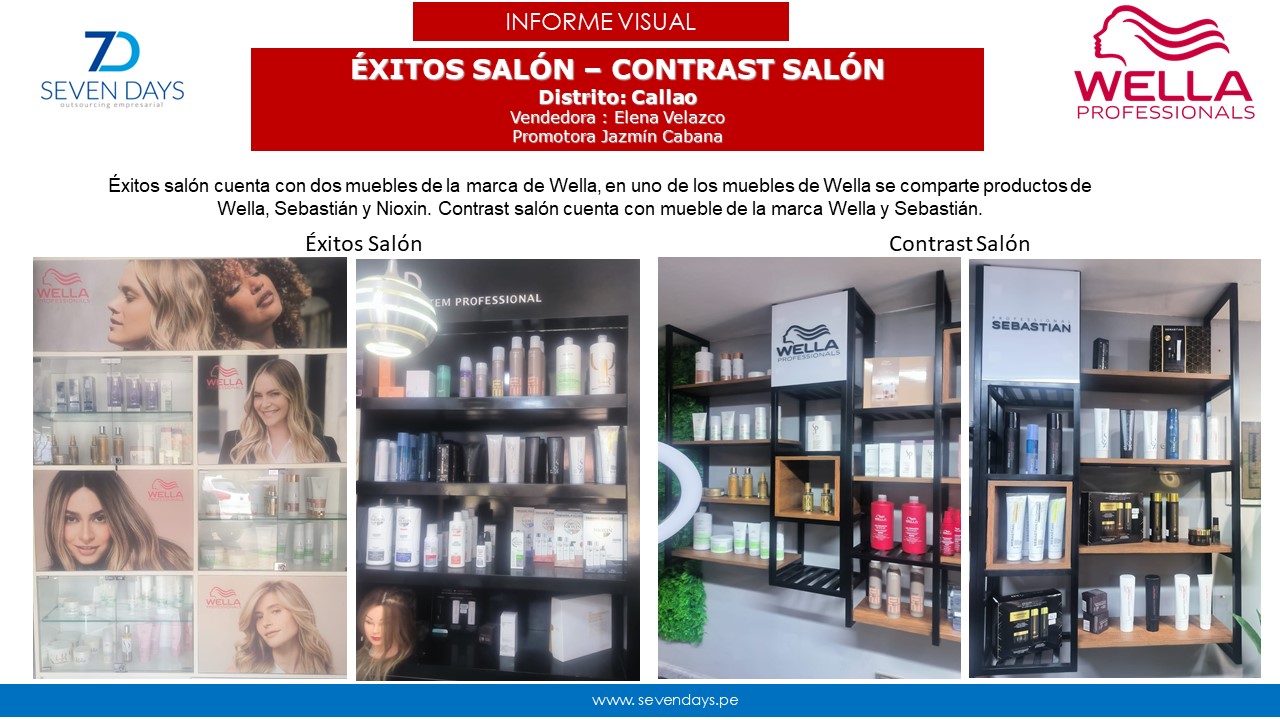 INFORME VISUAL
7D
SEVEN DAYS
outsourcing empresarial
WELLA
PROFESSIONALS
ÉXITOS SALÓN – CONTRAST SALÓN
Distrito: Callao
Vendedora : Elena Velazco
Promotora Jazmín Cabana
Éxitos salón cuenta con dos muebles de la marca de Wella, en uno de los muebles de Wella se comparte productos de
Wella, Sebastián y Nioxin. Contrast salón cuenta con mueble de la marca Wella y Sebastián.
Éxitos Salón
Contrast Salón
WELLA
WELLA
WELLA
WELLA
TEM PROFESSIONAL
WELLA
PROFESSIONALS
PROFESSIONAL
SEBASTIAN
www. sevendays.pe